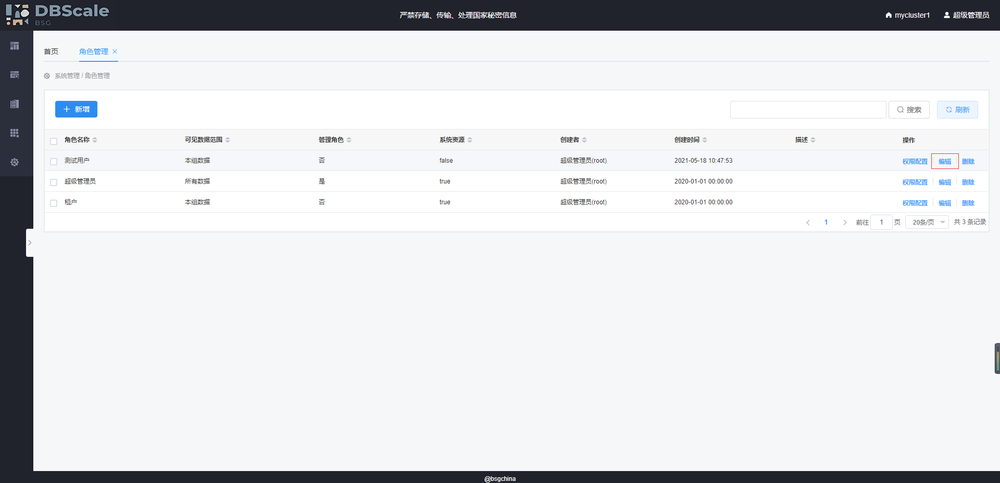 DBScale
BSG
严禁存储、传输、处理国家秘密信息
mycluster1
超级管理员
首页
角色管理
系统管理 / 角色管理
新增
搜索
刷新
角色名称 可见数据范围 管理角色 系统资源 创建者 创建时间 描述 操作
测试用户 本组数据 否 false 超级管理员(root) 2021-05-18 10:47:53 权限配置 编辑 删除
超级管理员 所有数据 是 true 超级管理员(root) 2020-01-01 00:00:00 权限配置 编辑 删除
租户 本组数据 否 true 超级管理员(root) 2020-01-01 00:00:00 权限配置 编辑 删除
1 前往 1 页 20条/页 共 3 条记录
@bsgchina